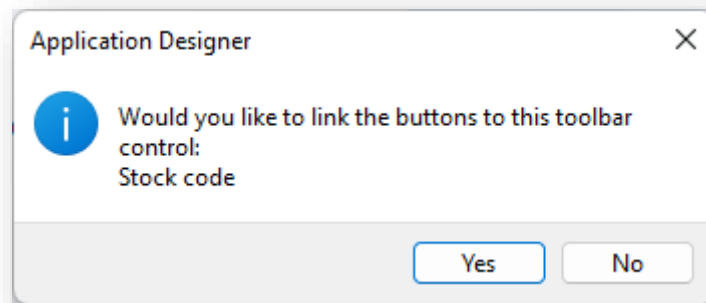 Application Designer
Would you like to link the buttons to this toolbar
control:
Stock code
Yes
No